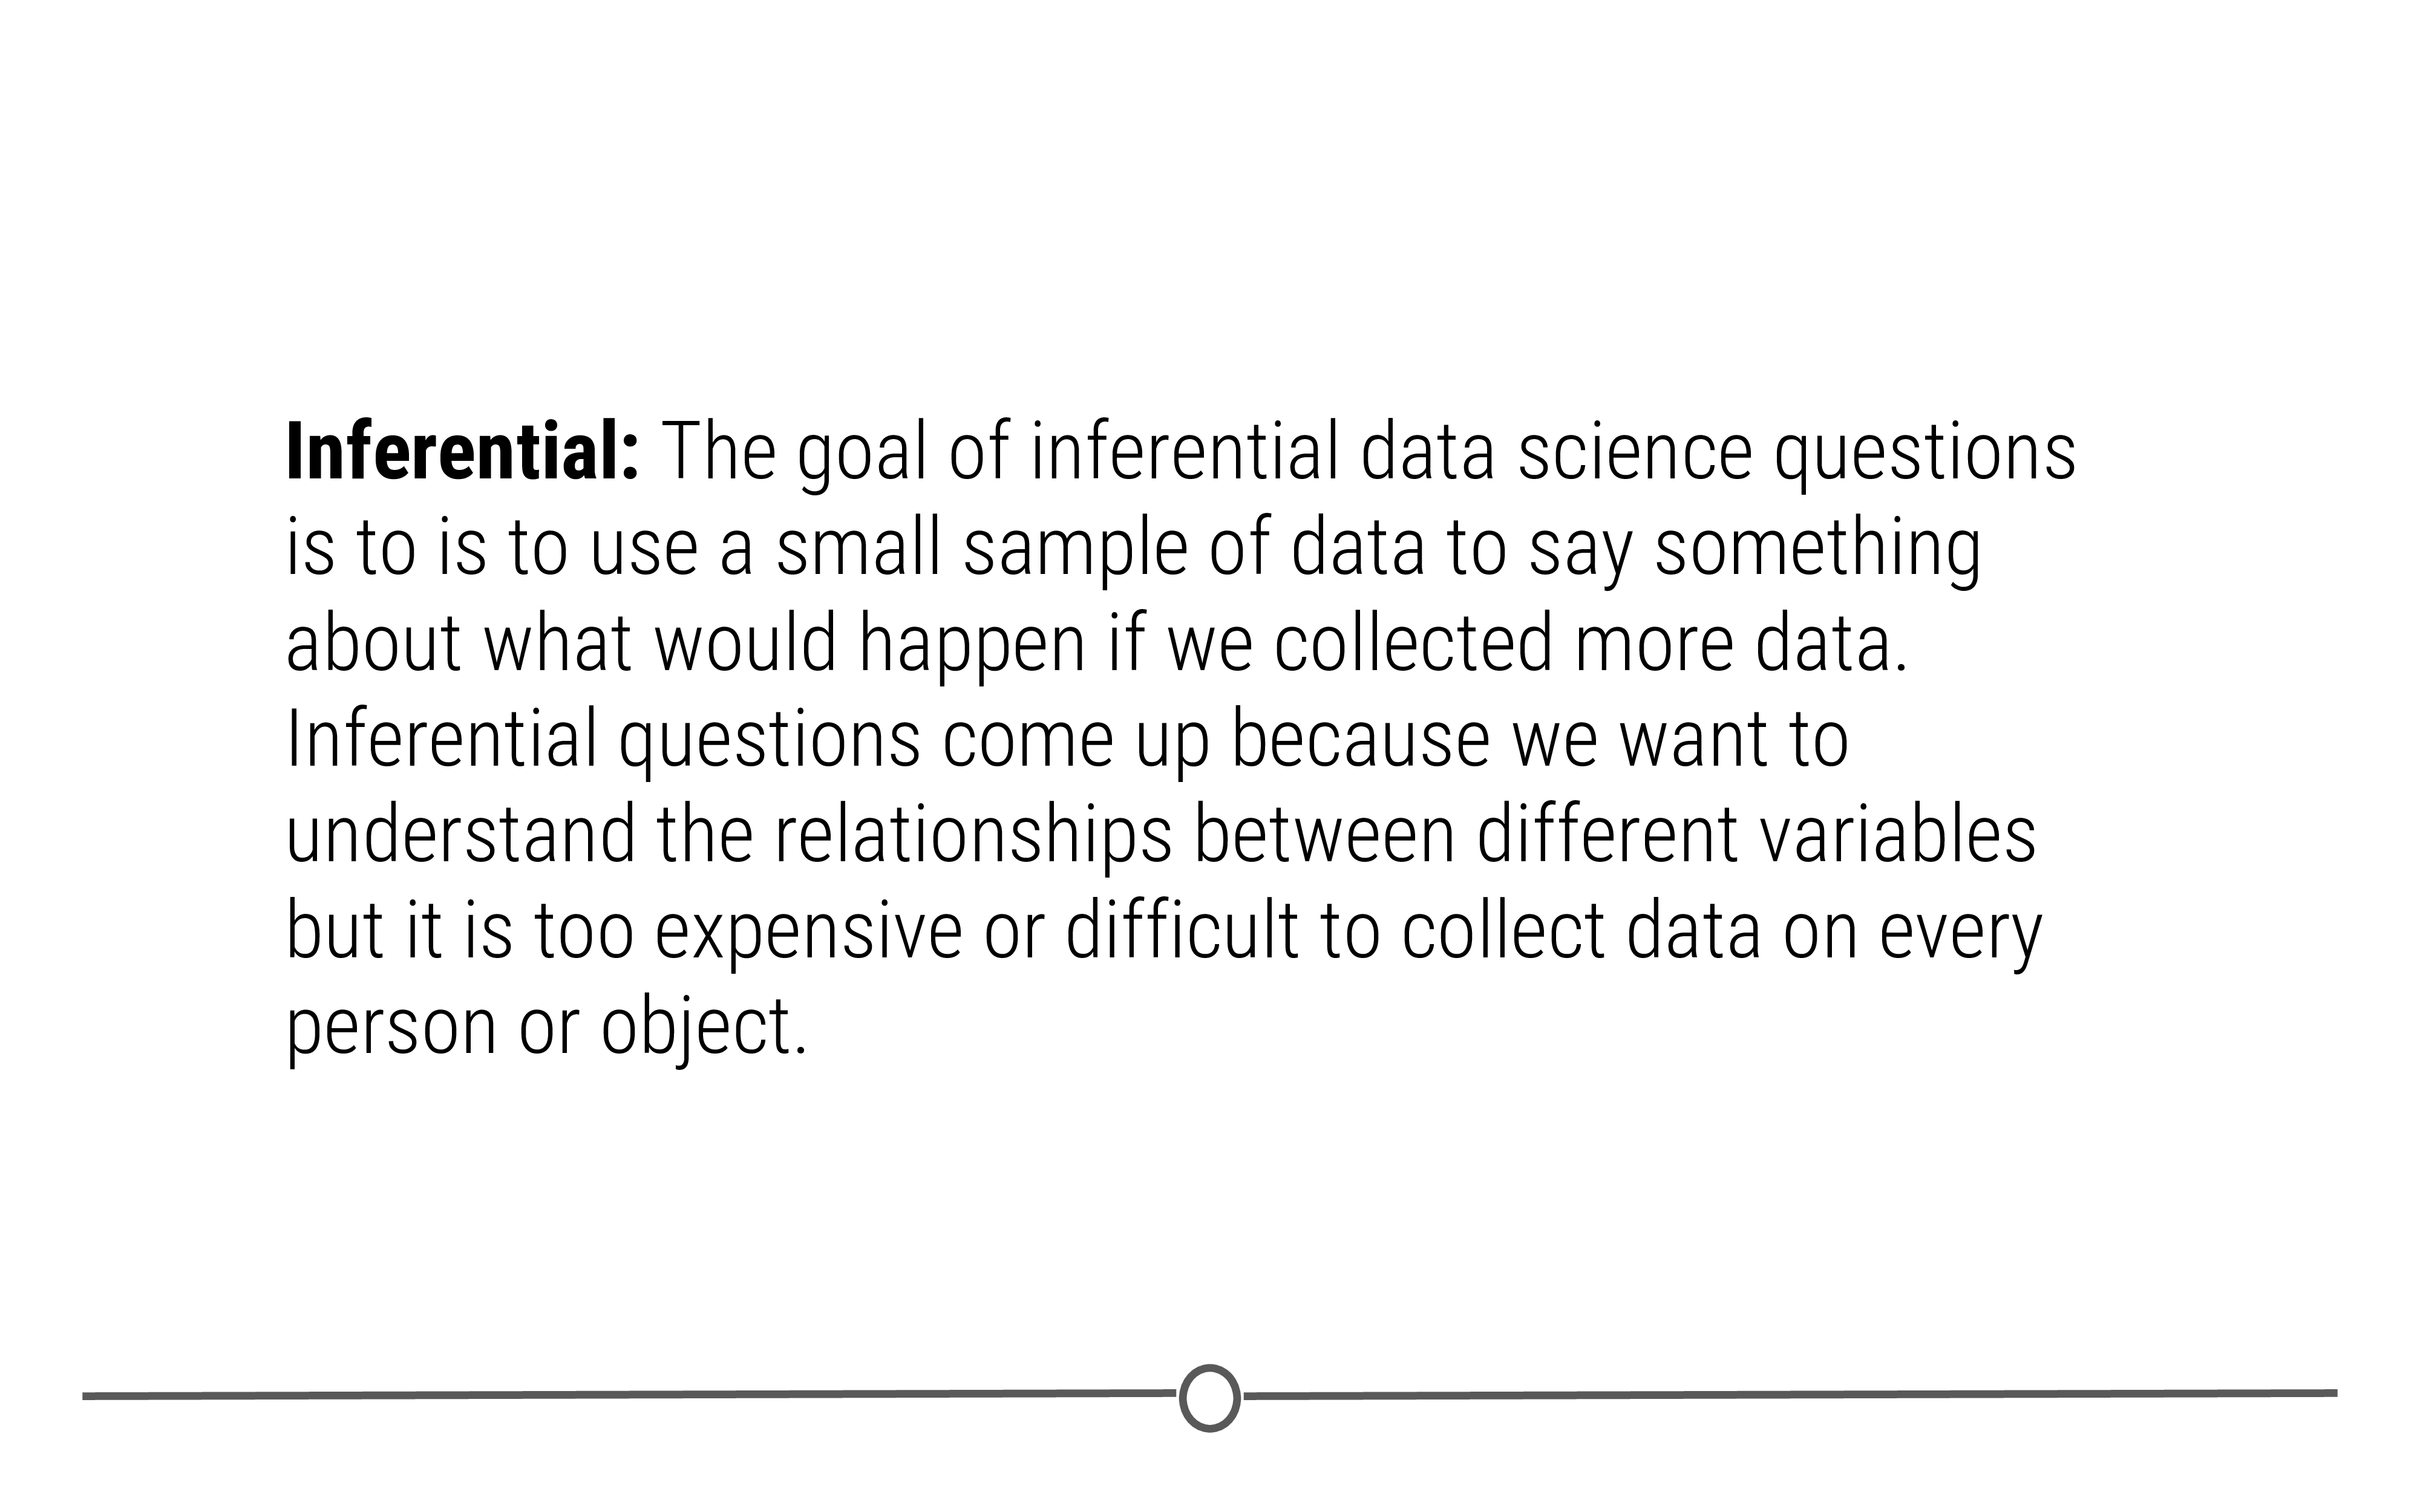 Inferential: The goal of inferential data science questions
is to is to use a small sample of data to say something
about what would happen if we collected more data.
Inferential questions come up because we want to
understand the relationships between different variables
but it is too expensive or difficult to collect data on every
person or object.